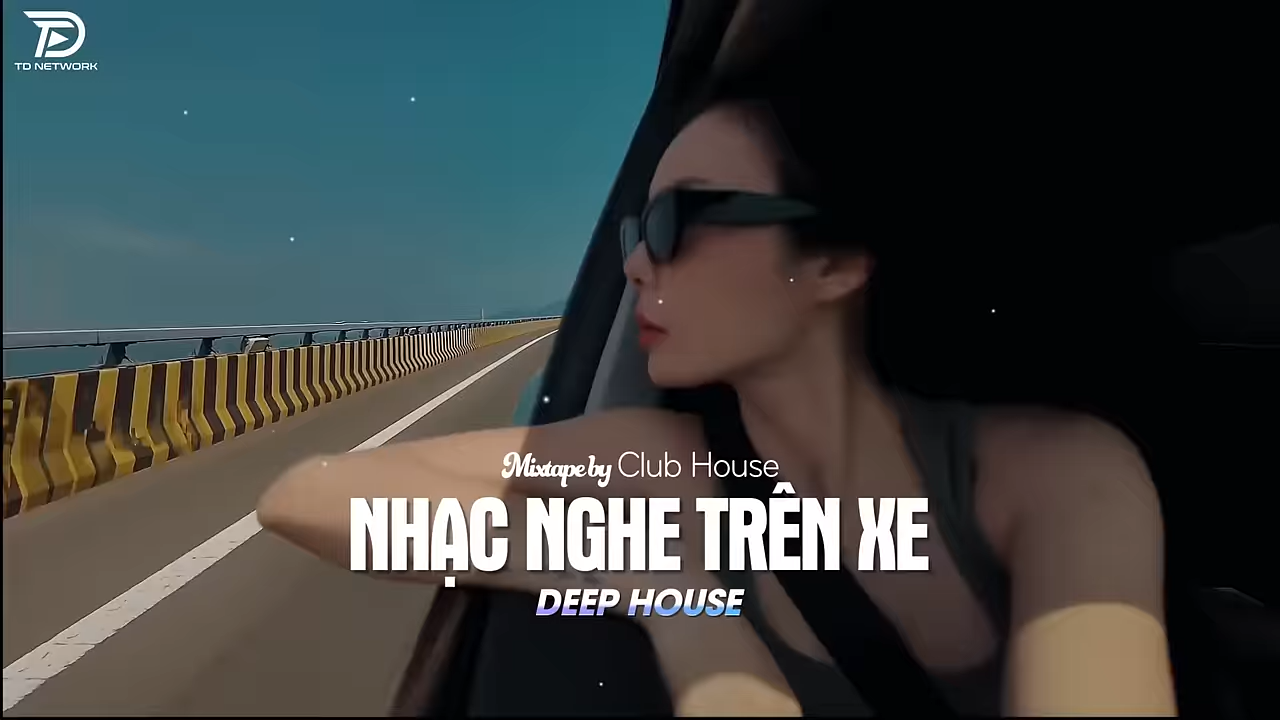 TD NETWORK
Mixtape by Club House
NHẠC NGHE TRÊN XE
DEEP HOUSE